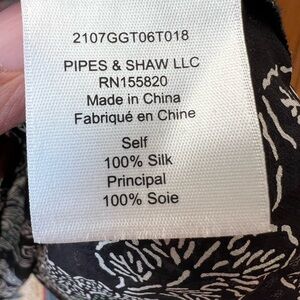 2107GGT06T018
PIPES & SHAW LLC
RN155820
Made in China
Fabriqué en Chine
Self
100% Silk
Principal
100% Soie